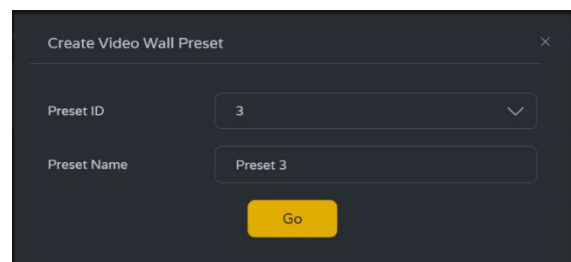 Create Video Wall Preset
Preset ID
3
Preset Name
Preset 3
Go